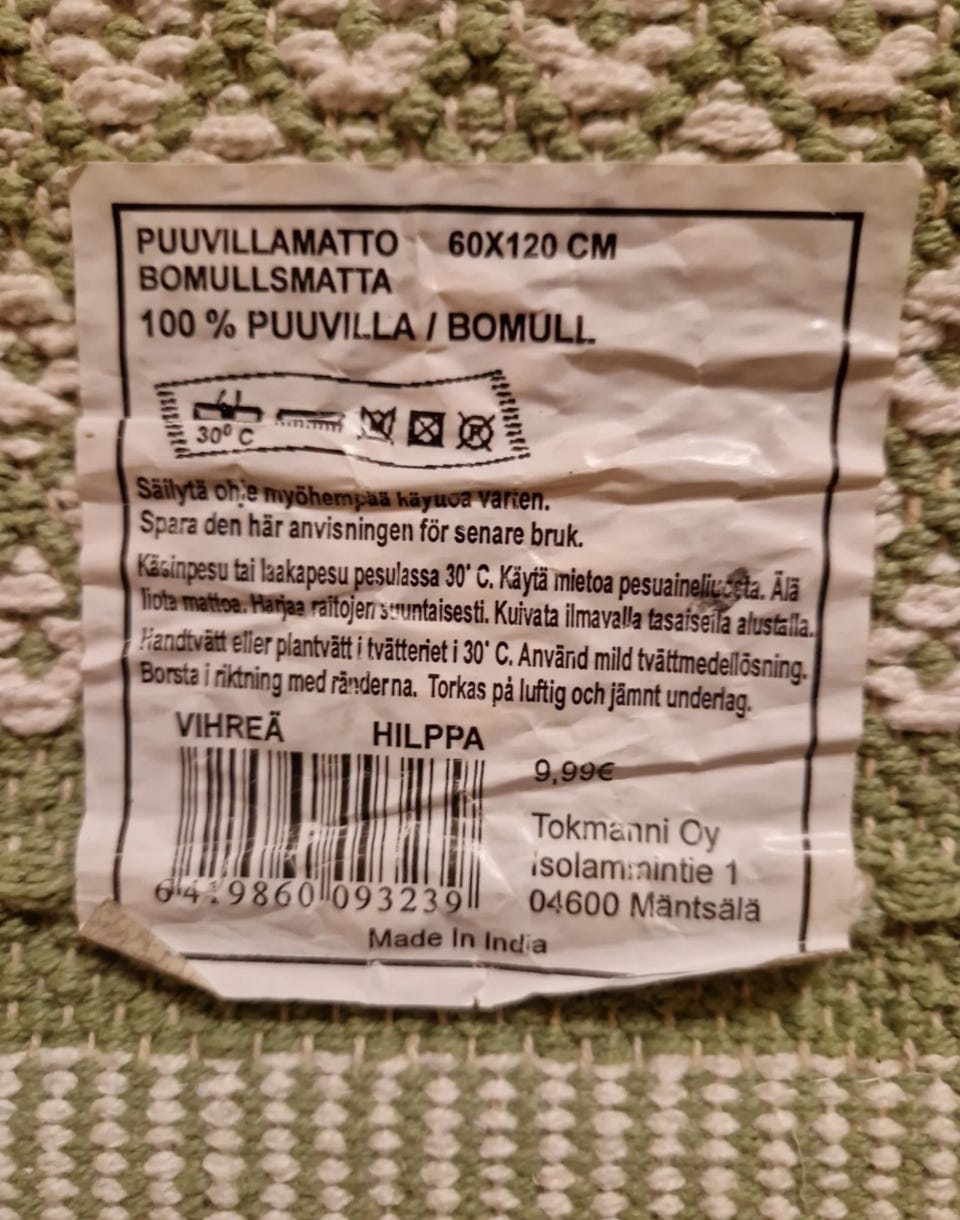 PUUVILLAMATTO 60X120 CM
BOMULLSMATTA
100 % PUUVILLA / BOMULL
30° C
P
Säilytä ohje myöhempää käyttöä varten.
Spara den här anvisningen för senare bruk.
Käsinpesu tai laakapesu pesulassa 30° C. Käytä mietoa pesuaineliuosta. Älä
liota mattoa. Harjaa raitojen suuntaisesti. Kuivata ilmavalla tasaisella alustalla.
Handtvätt eller plantvätt i tvätteriet i 30° C. Använd mild tvättmedellösning.
Borsta i riktning med ränderna. Torkas på luftig och jämnt underlag.
VIHREÄ HILPPA
9,99€
6 419860 093239
Tokmanni Oy
Isolammintie 1
04600 Mäntsälä
Made In India